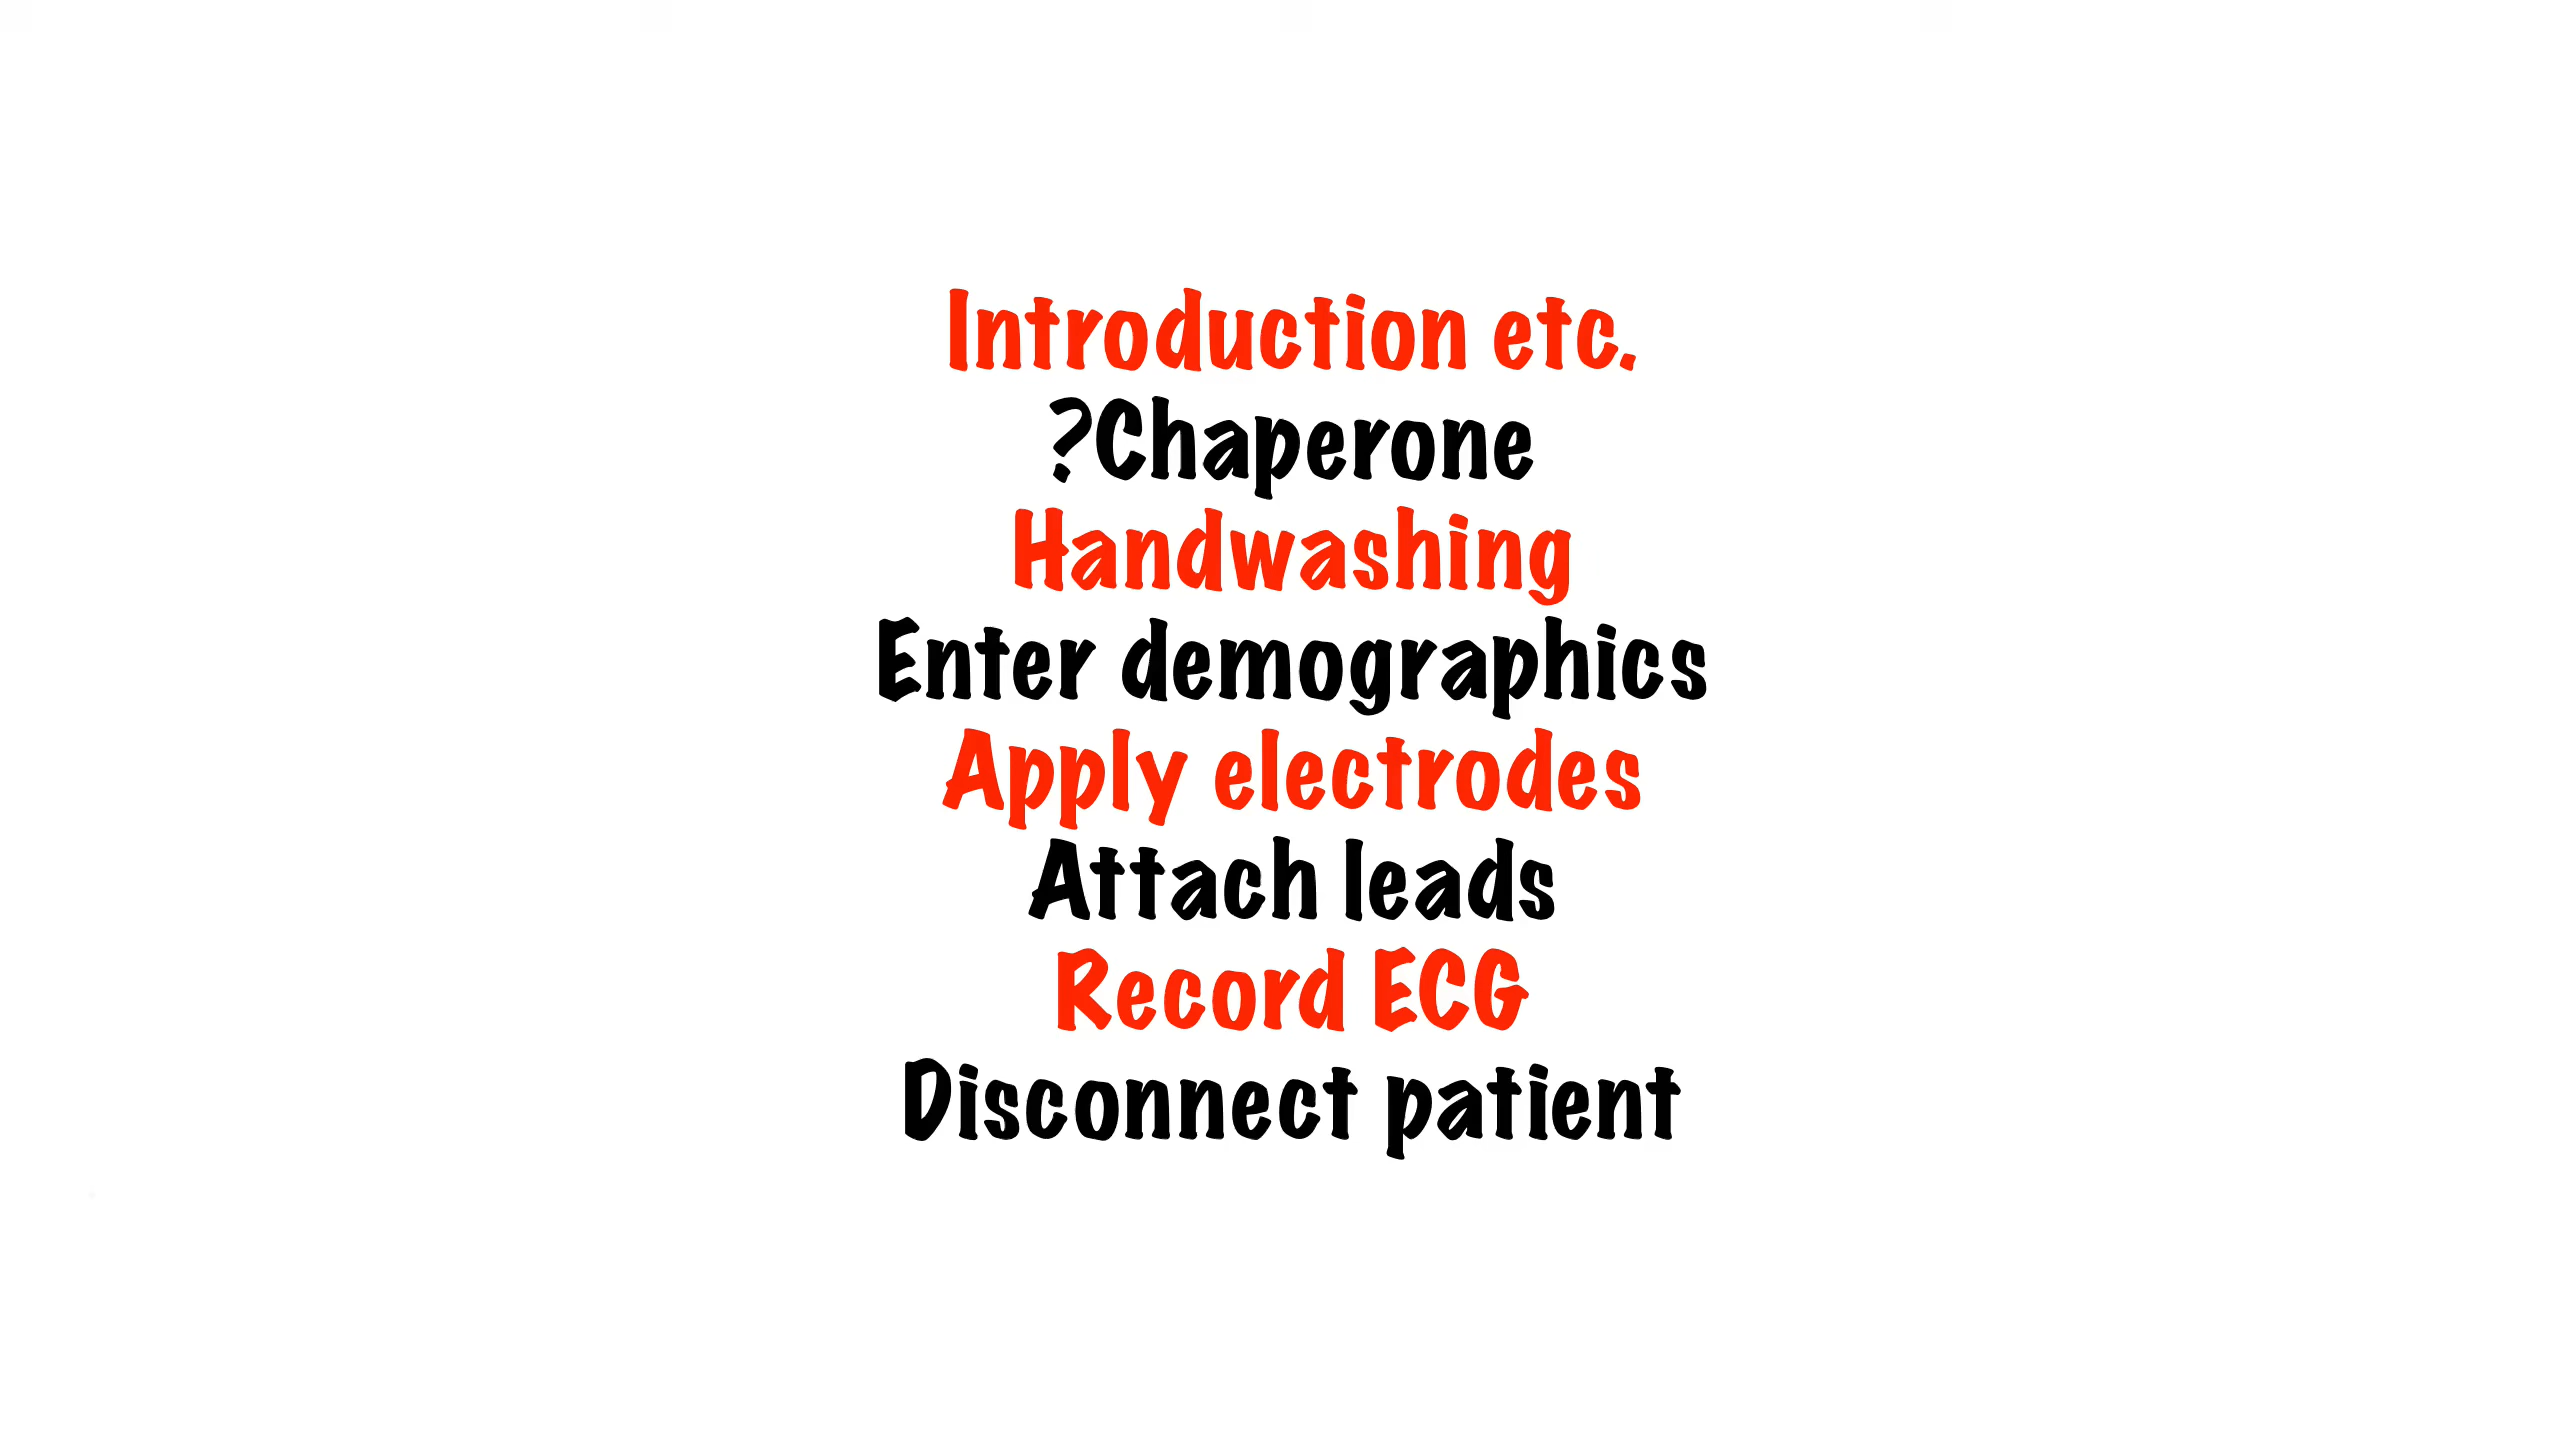 Introduction etc.
?Chaperone
Handwashing
Enter demographics
Apply electrodes
Attach leads
Record ECG
Disconnect patient